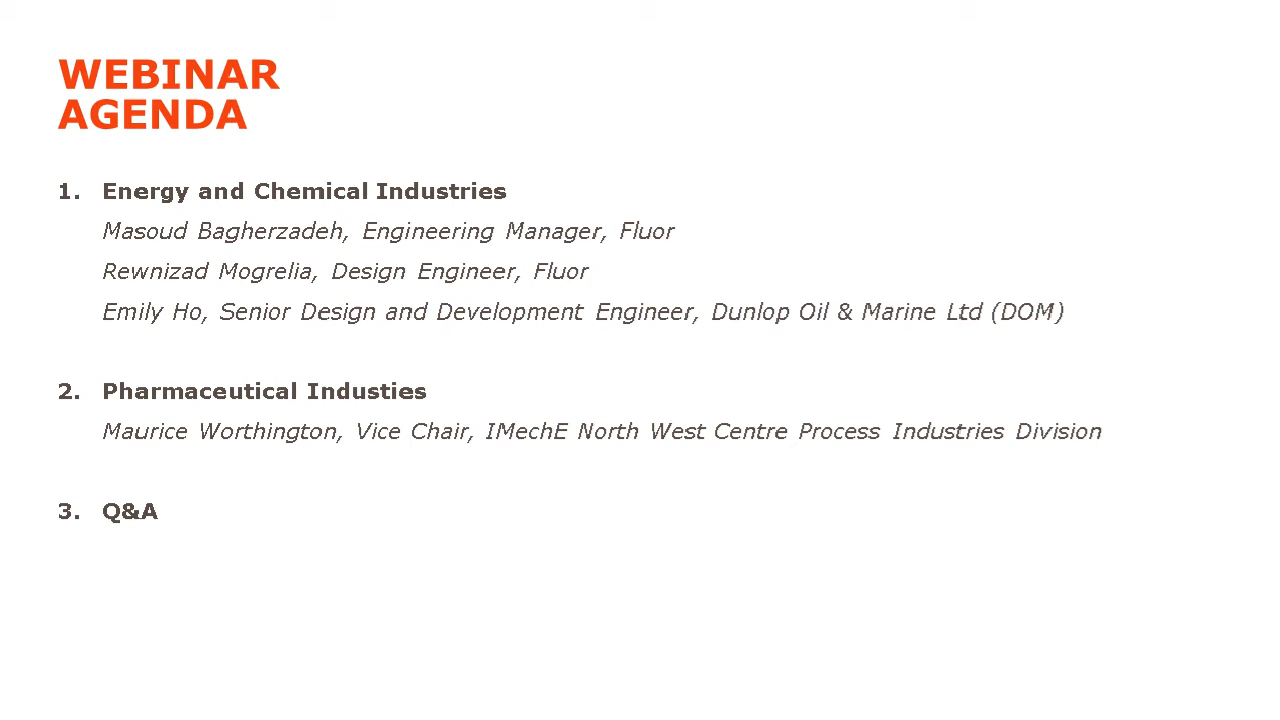 WEBINAR
AGENDA
1. Energy and Chemical Industries
Masoud Bagherzadeh, Engineering Manager, Fluor
Rewnizad Mogrelia, Design Engineer, Fluor
Emily Ho, Senior Design and Development Engineer, Dunlop Oil & Marine Ltd (DOM)
2. Pharmaceutical Industies
Maurice Worthington, Vice Chair, IMechE North West Centre Process Industries Division
3. Q&A